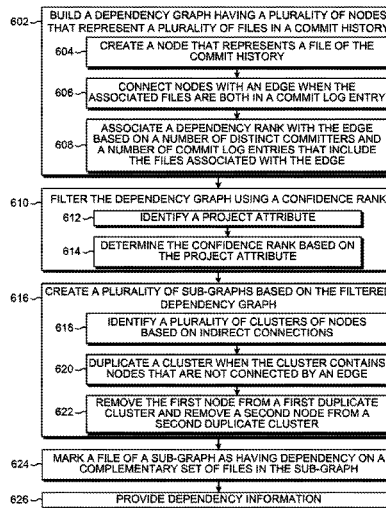 602
BUILD A DEPENDENCY GRAPH HAVING A PLURALITY OF NODES
THAT REPRESENT A PLURALITY OF FILES IN A COMMIT HISTORY
604
CREATE A NODE THAT REPRESENTS A FILE OF THE
COMMIT HISTORY
606
CONNECT NODES WITH AN EDGE WHEN THE
ASSOCIATED FILES ARE BOTH IN A COMMIT LOG ENTRY
608
ASSOCIATE A DEPENDENCY RANK WITH THE EDGE
BASED ON A NUMBER OF DISTINCT COMMITTERS AND
A NUMBER OF COMMIT LOG ENTRIES THAT INCLUDE
THE FILES ASSOCIATED WITH THE EDGE
610
FILTER THE DEPENDENCY GRAPH USING A CONFIDENCE RANK
612
IDENTIFY A PROJECT ATTRIBUTE
614
DETERMINE THE CONFIDENCE RANK BASED ON
THE PROJECT ATTRIBUTE
616
CREATE A PLURALITY OF SUB-GRAPHS BASED ON THE FILTERED
DEPENDENCY GRAPH
618
IDENTIFY A PLURALITY OF CLUSTERS OF NODES
BASED ON INDIRECT CONNECTIONS
620
DUPLICATE A CLUSTER WHEN THE CLUSTER CONTAINS
NODES THAT ARE NOT CONNECTED BY AN EDGE
622
REMOVE THE FIRST NODE FROM A FIRST DUPLICATE
CLUSTER AND REMOVE A SECOND NODE FROM A
SECOND DUPLICATE CLUSTER
624
MARK A FILE OF A SUB-GRAPH AS HAVING DEPENDENCY ON A
COMPLEMENTARY SET OF FILES IN THE SUB-GRAPH
626
PROVIDE DEPENDENCY INFORMATION